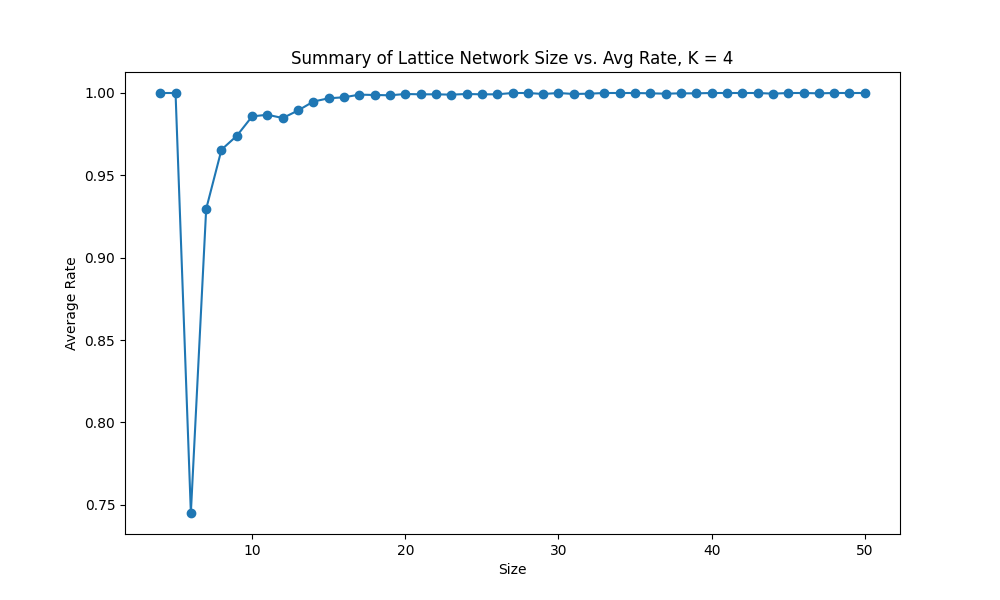 Summary of Lattice Network Size vs. Avg Rate, K = 4
1.00
0.95
0.90
0.85
0.80
0.75
Average Rate
10 20 30 40 50
Size